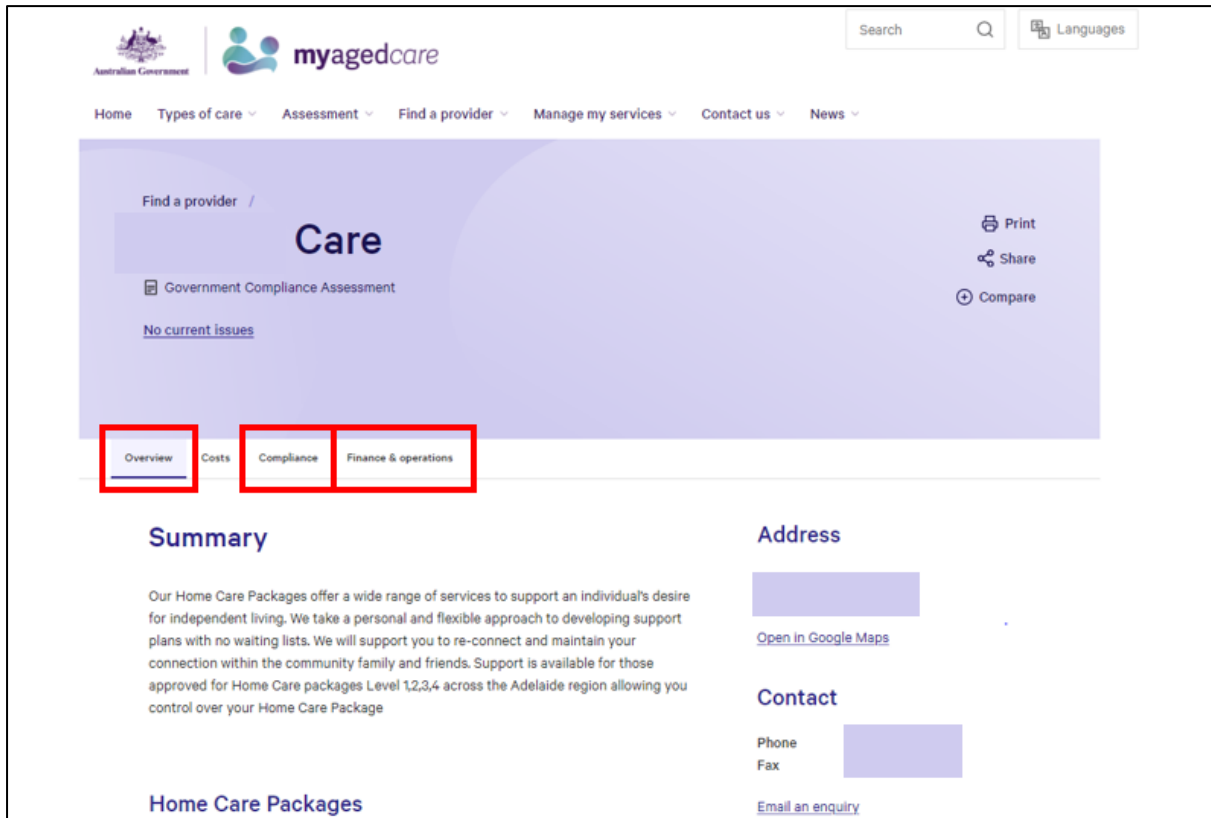 Search
Languages
Australian Government
myagedcare
Home Types of care Assessment Find a provider Manage my services Contact us News
Find a provider /
Care
Print
Share
Compare
Government Compliance Assessment
No current issues
Overview Costs Compliance Finance & operations
Summary
Our Home Care Packages offer a wide range of services to support an individual's desire
for independent living. We take a personal and flexible approach to developing support
plans with no waiting lists. We will support you to re-connect and maintain your
connection within the community family and friends. Support is available for those
approved for Home Care packages Level 1,2,3,4 across the Adelaide region allowing you
control over your Home Care Package
Home Care Packages
Address
Open in Google Maps
Contact
Phone
Fax
Email an enquiry